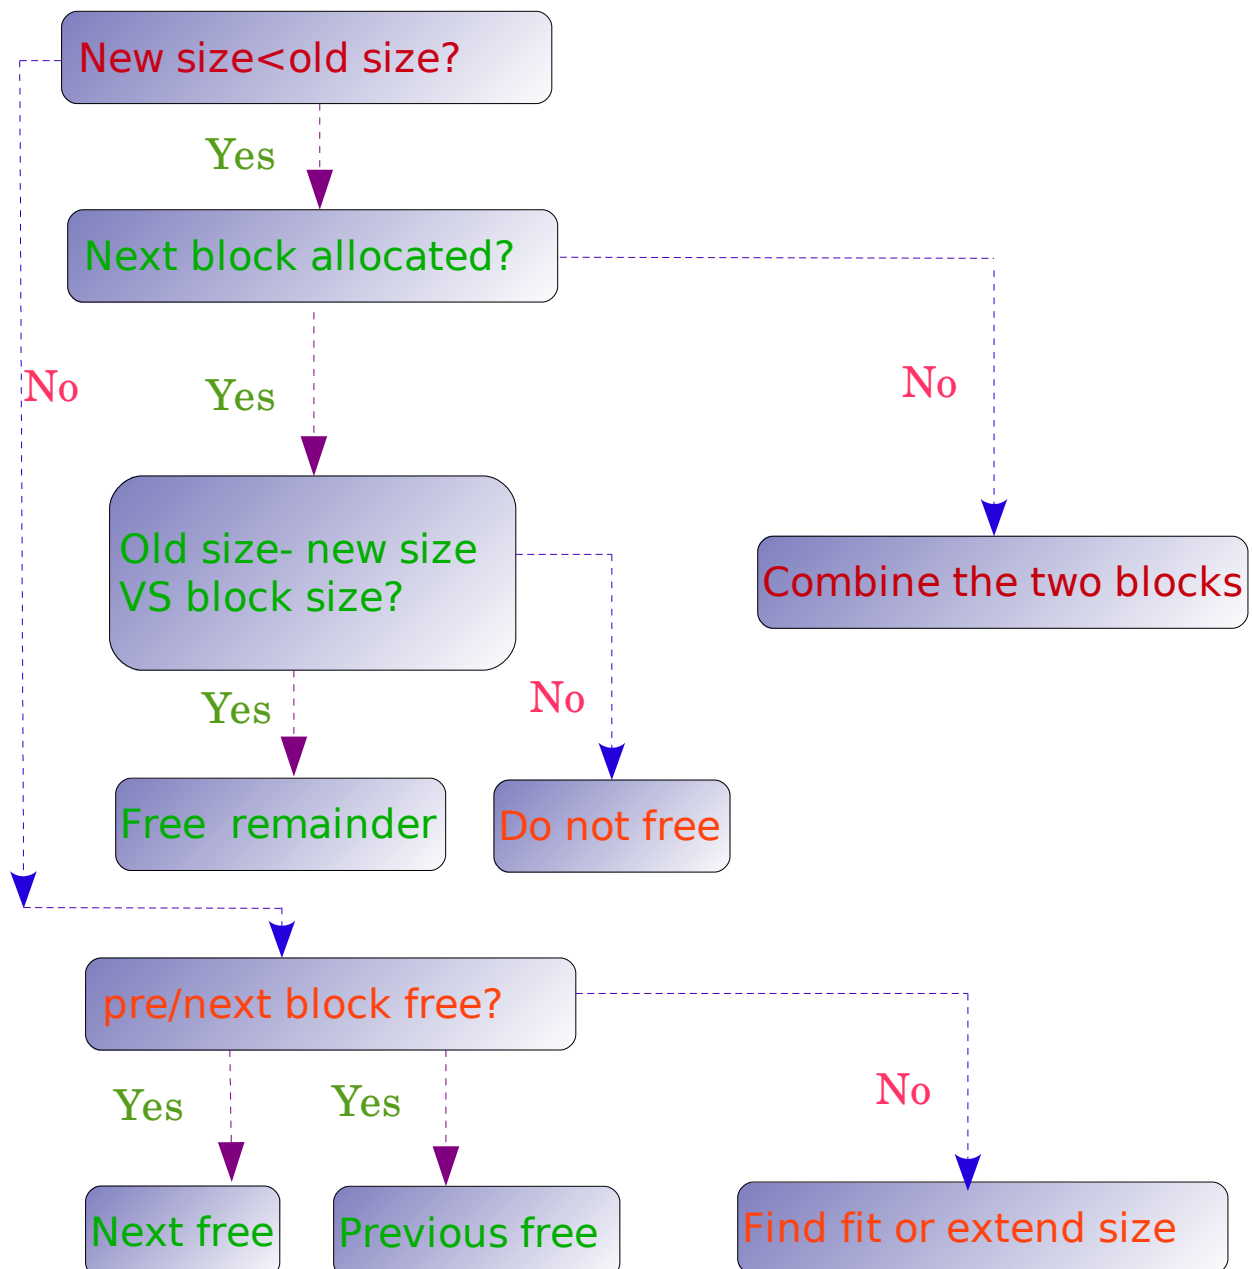 New size<old size?
Yes
Next block allocated?
No
Yes
No
Old size- new size
VS block size?
Combine the two blocks
Yes
No
Free  remainder
Do not free
pre/next block free?
Yes
Yes
No
Next free
Previous free
Find fit or extend size